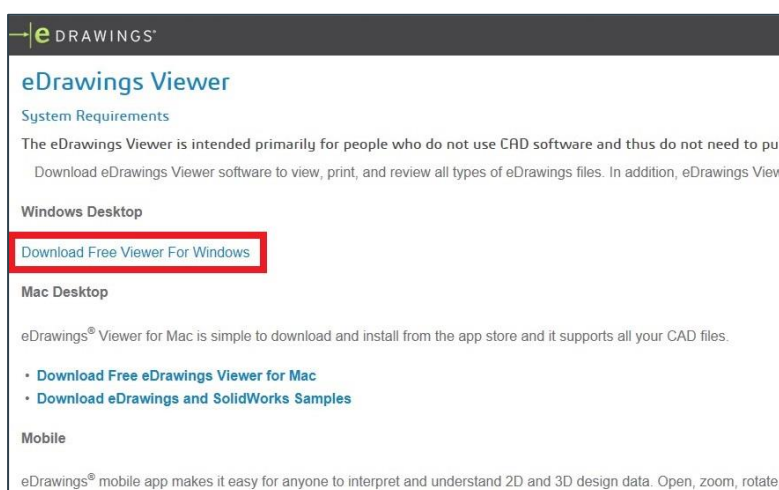 eDRAWINGS®
eDrawings Viewer
System Requirements
The eDrawings Viewer is intended primarily for people who do not use CAD software and thus do not need to pu
Download eDrawings Viewer software to view, print, and review all types of eDrawings files. In addition, eDrawings View
Windows Desktop
Download Free Viewer For Windows
Mac Desktop
eDrawings® Viewer for Mac is simple to download and install from the app store and it supports all your CAD files.
• Download Free eDrawings Viewer for Mac
• Download eDrawings and SolidWorks Samples
Mobile
eDrawings® mobile app makes it easy for anyone to interpret and understand 2D and 3D design data. Open, zoom, rotate